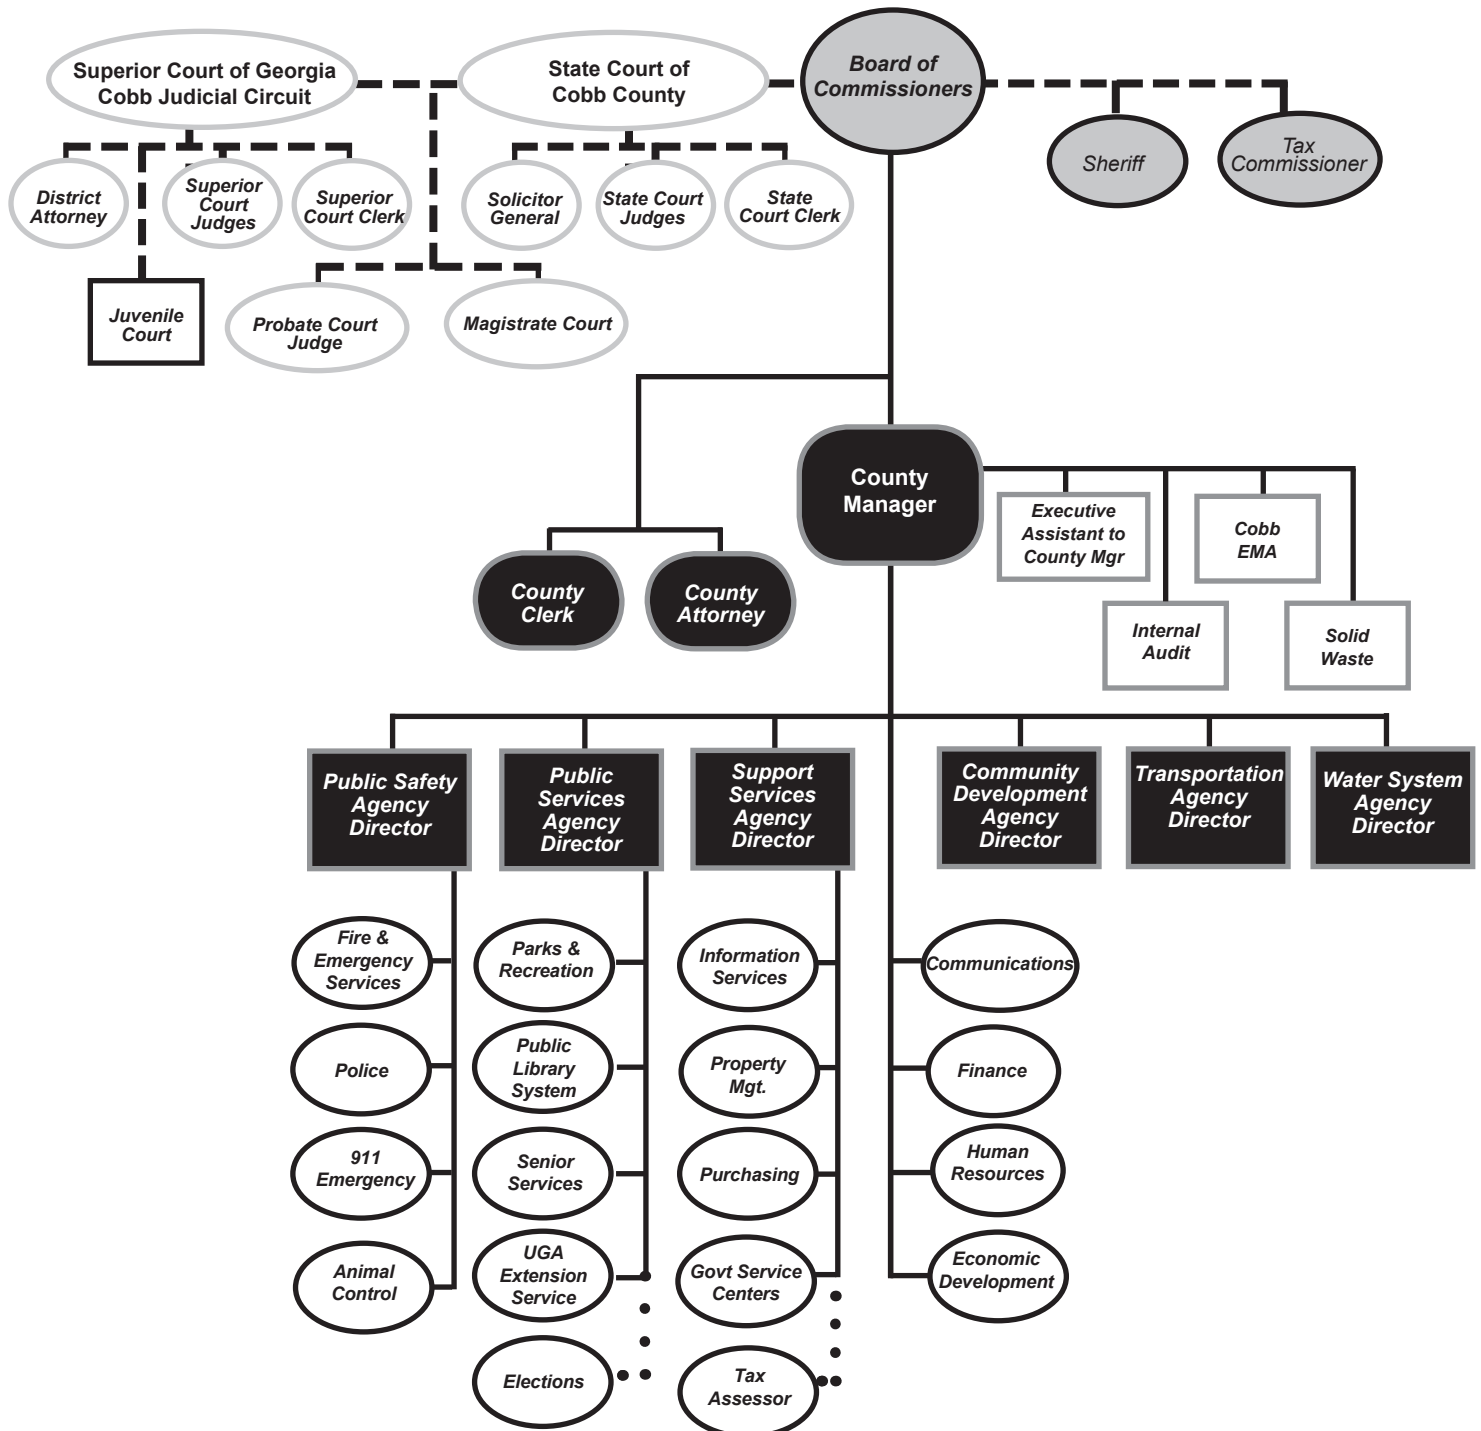 Superior Court of Georgia
Cobb Judicial Circuit
State Court of
Cobb County
Board of
Commissioners
Sheriff
Tax
Commissioner
District
Attorney
Superior
Court
Judges
Superior
Court Clerk
Solicitor
General
State Court
Judges
State
Court Clerk
Juvenile
Court
Probate Court
Judge
Magistrate Court
County
Manager
Executive
Assistant to
County Mgr
Cobb
EMA
Internal
Audit
Solid
Waste
County
Clerk
County
Attorney
Public Safety
Agency
Director
Public
Services
Agency
Director
Support
Services
Agency
Director
Community
Development
Agency
Director
Transportation
Agency
Director
Water System
Agency
Director
Fire &
Emergency
Services
Parks &
Recreation
Information
Services
Communications
Police
Public
Library
System
Property
Mgt.
Finance
911
Emergency
Senior
Services
Purchasing
Human
Resources
Animal
Control
UGA
Extension
Service
Govt Service
Centers
Economic
Development
Elections
Tax
Assessor